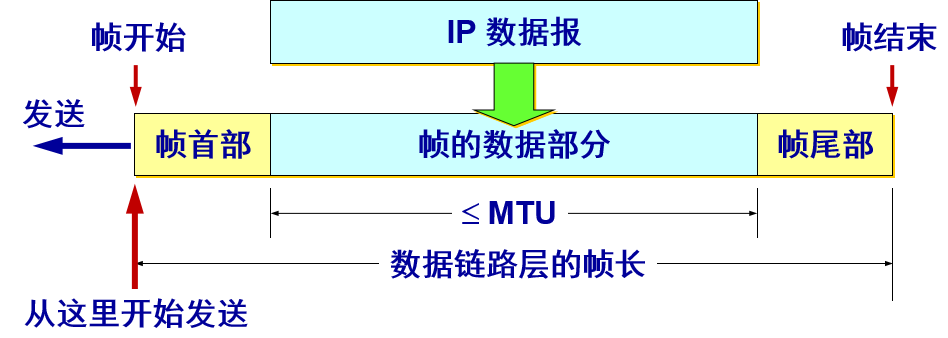 IP 数据报
帧开始
帧结束
发送
帧首部
帧的数据部分
帧尾部
≤ MTU
数据链路层的帧长
从这里开始发送